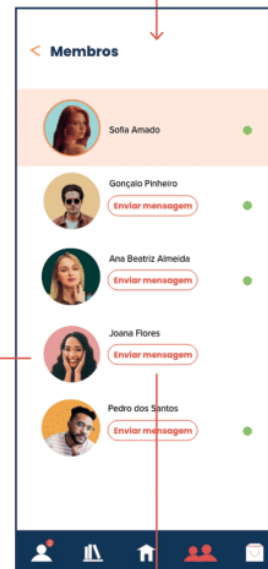 < Membros
Sofia Amado
Gonçalo Pinheiro
Enviar mensagem
Ana Beatriz Almeida
Enviar mensagem
Joana Flores
Enviar mensagem
Pedro dos Santos
Enviar mensagem